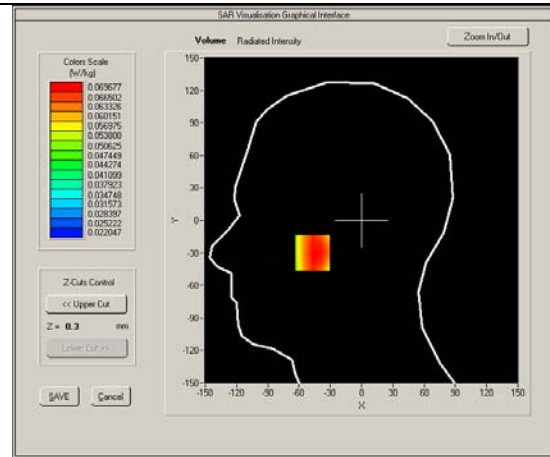 SAR Visualisation Graphical Interface
Volume Radiated Intensity
Zoom In/Out
Colors Scale
(W/kg)
0.069677
0.066502
0.063326
0.060151
0.056975
0.053800
0.050625
0.047449
0.044274
0.041099
0.037923
0.034748
0.031573
0.028397
0.025222
0.022047
Z-Cuts Control
<< Upper Cut
Z = 0.3 mm
Lower Cut >>
SAVE Cancel
150-
120-
90-
60-
30-
0-
-30-
-60-
-90-
-120-
-150-
Y
-150 -120 -90 -60 -30 0 30 60 90 120 150
X